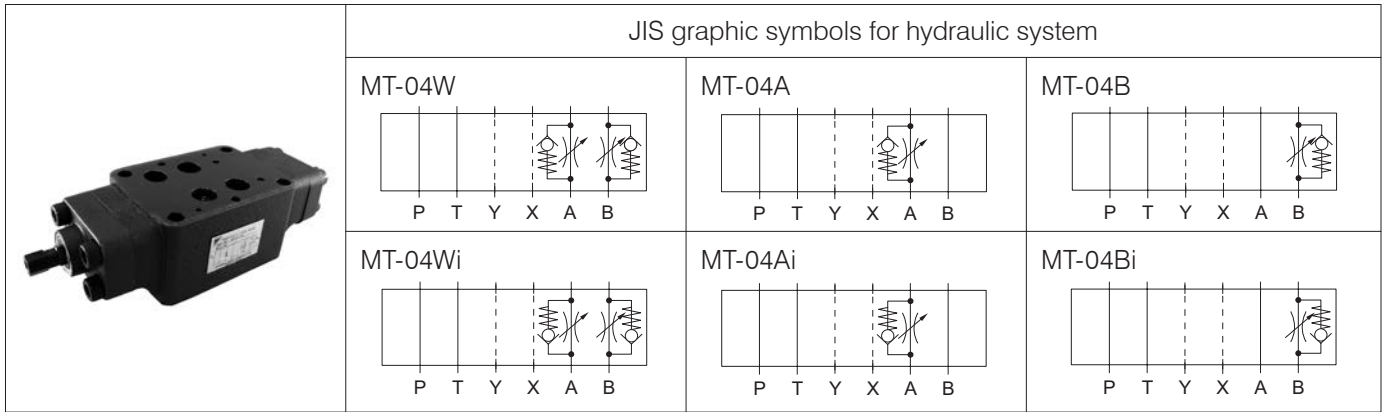 JIS graphic symbols for hydraulic system
MT-04W
MT-04A
MT-04B
P T Y X A B
P T Y X A B
P T Y X A B
MT-04Wi
MT-04Ai
MT-04Bi
P T Y X A B
P T Y X A B
P T Y X A B